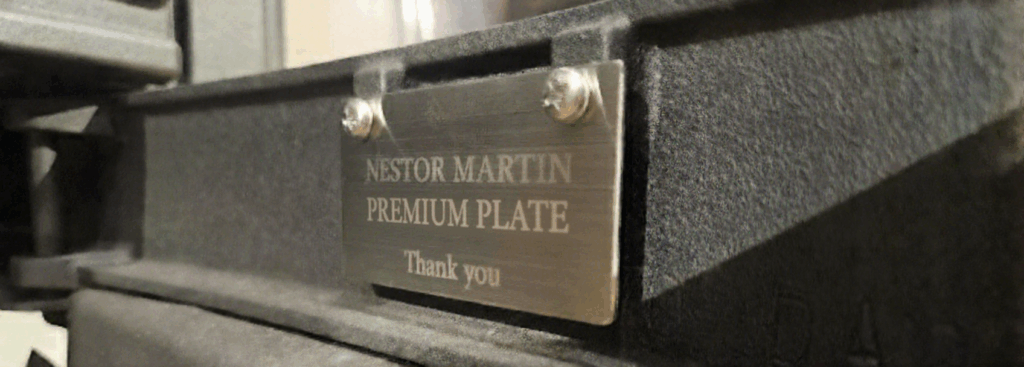 NESTOR MARTIN
PREMIUM PLATE
Thank you